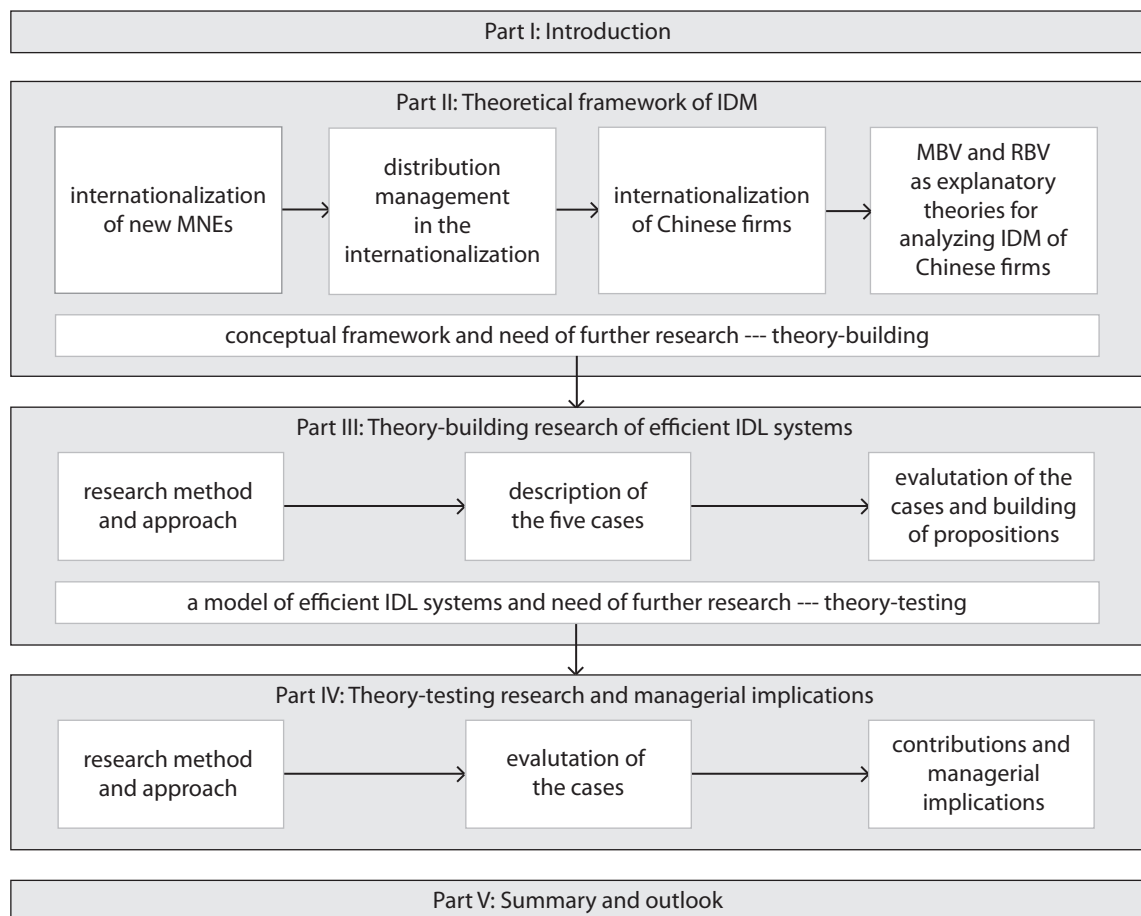 Part I: Introduction
Part II: Theoretical framework of IDM
internationalization
of new MNEs
distribution
management
in the
internationalization
internationalization
of Chinese firms
MBV and RBV
as explanatory
theories for
analyzing IDM of
Chinese firms
conceptual framework and need of further research --- theory-building
Part III: Theory-building research of efficient IDL systems
research method
and approach
description of
the five cases
evalutation of the
cases and building
of propositions
a model of efficient IDL systems and need of further research --- theory-testing
Part IV: Theory-testing research and managerial implications
research method
and approach
evalutation of
the cases
contributions and
managerial
implications
Part V: Summary and outlook